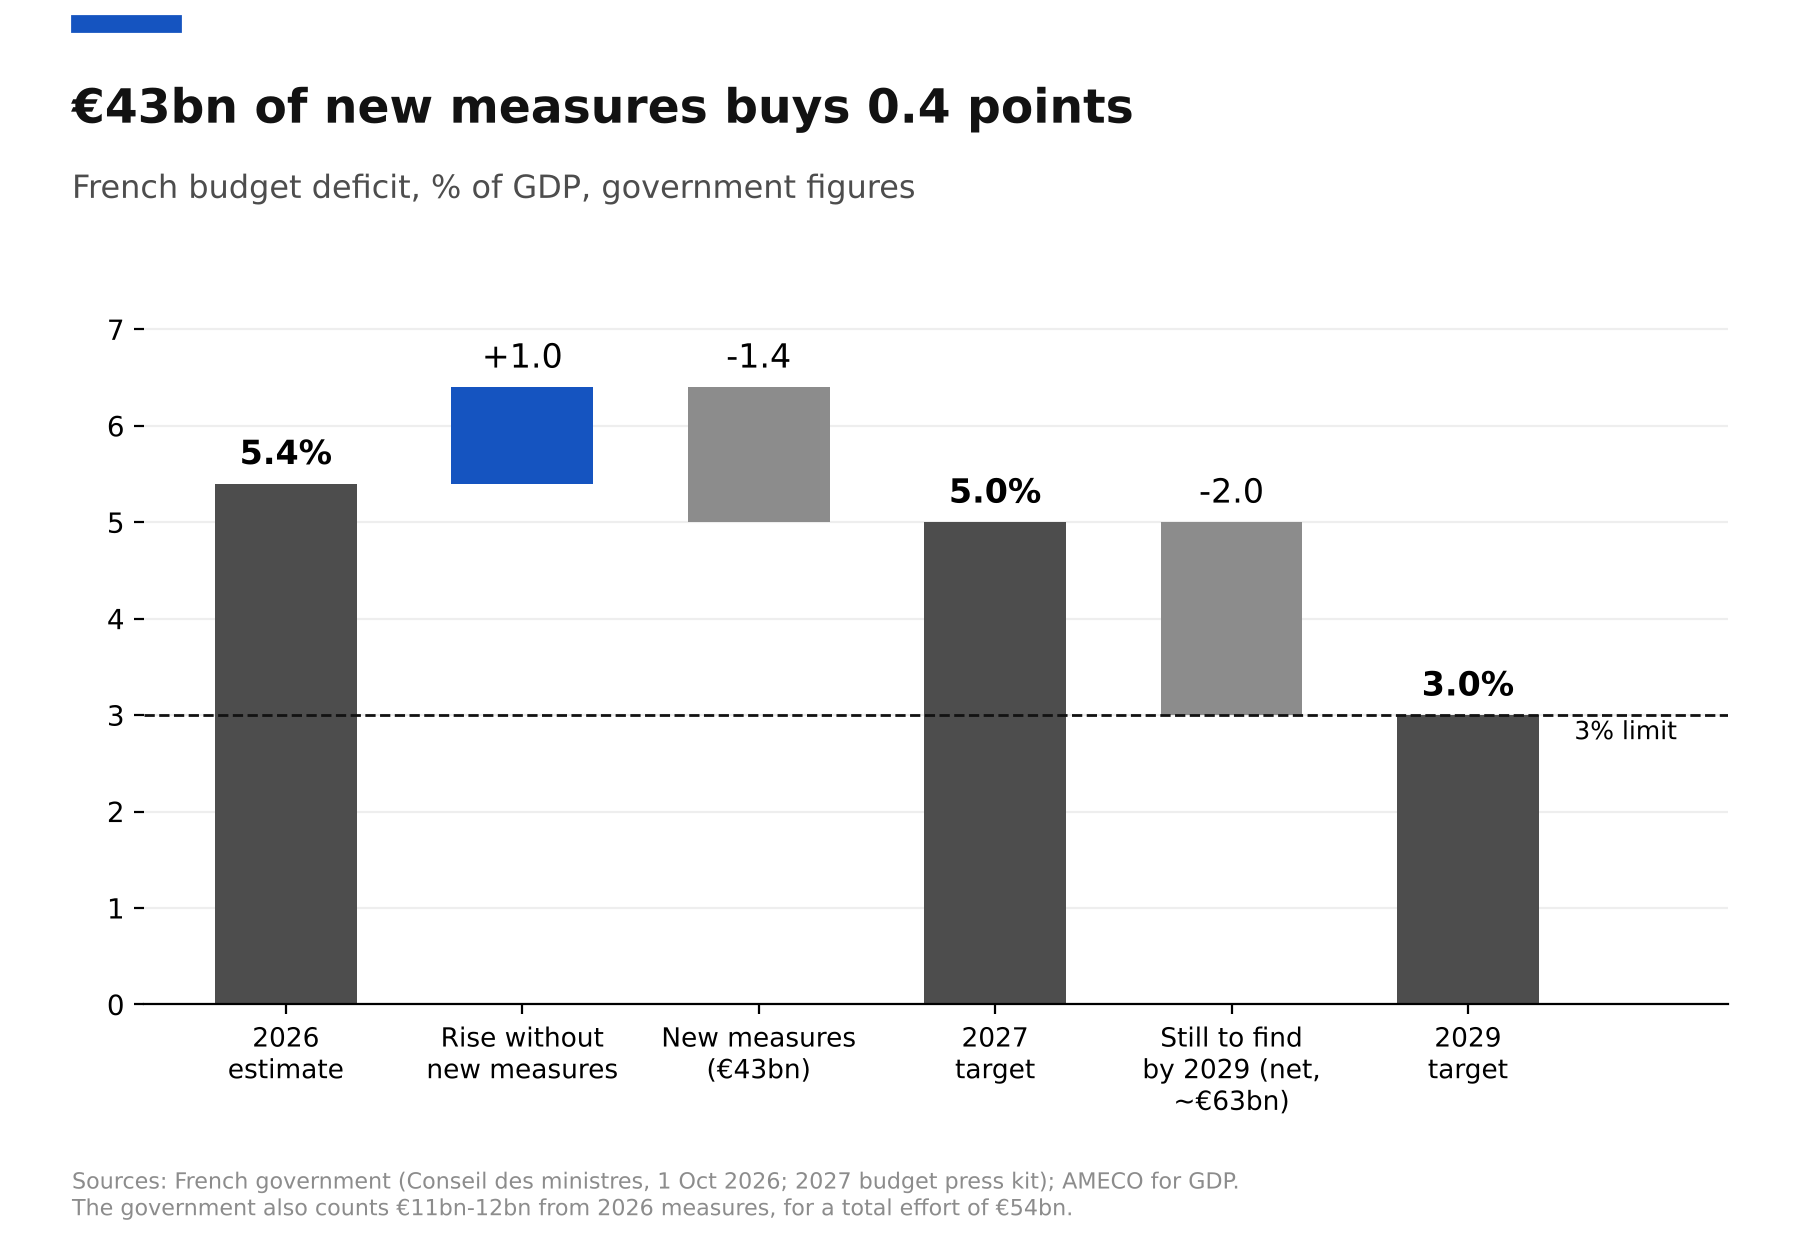 €43bn of new measures buys 0.4 points
French budget deficit, % of GDP, government figures
7
6
5
4
3
2
1
0
5.4%
+1.0
-1.4
5.0%
-2.0
3.0%
3% limit
2026
estimate
Rise without
new measures
New measures
(€43bn)
2027
target
Still to find
by 2029 (net,
~€63bn)
2029
target
Sources: French government (Conseil des ministres, 1 Oct 2026; 2027 budget press kit); AMECO for GDP.
The government also counts €11bn-12bn from 2026 measures, for a total effort of €54bn.